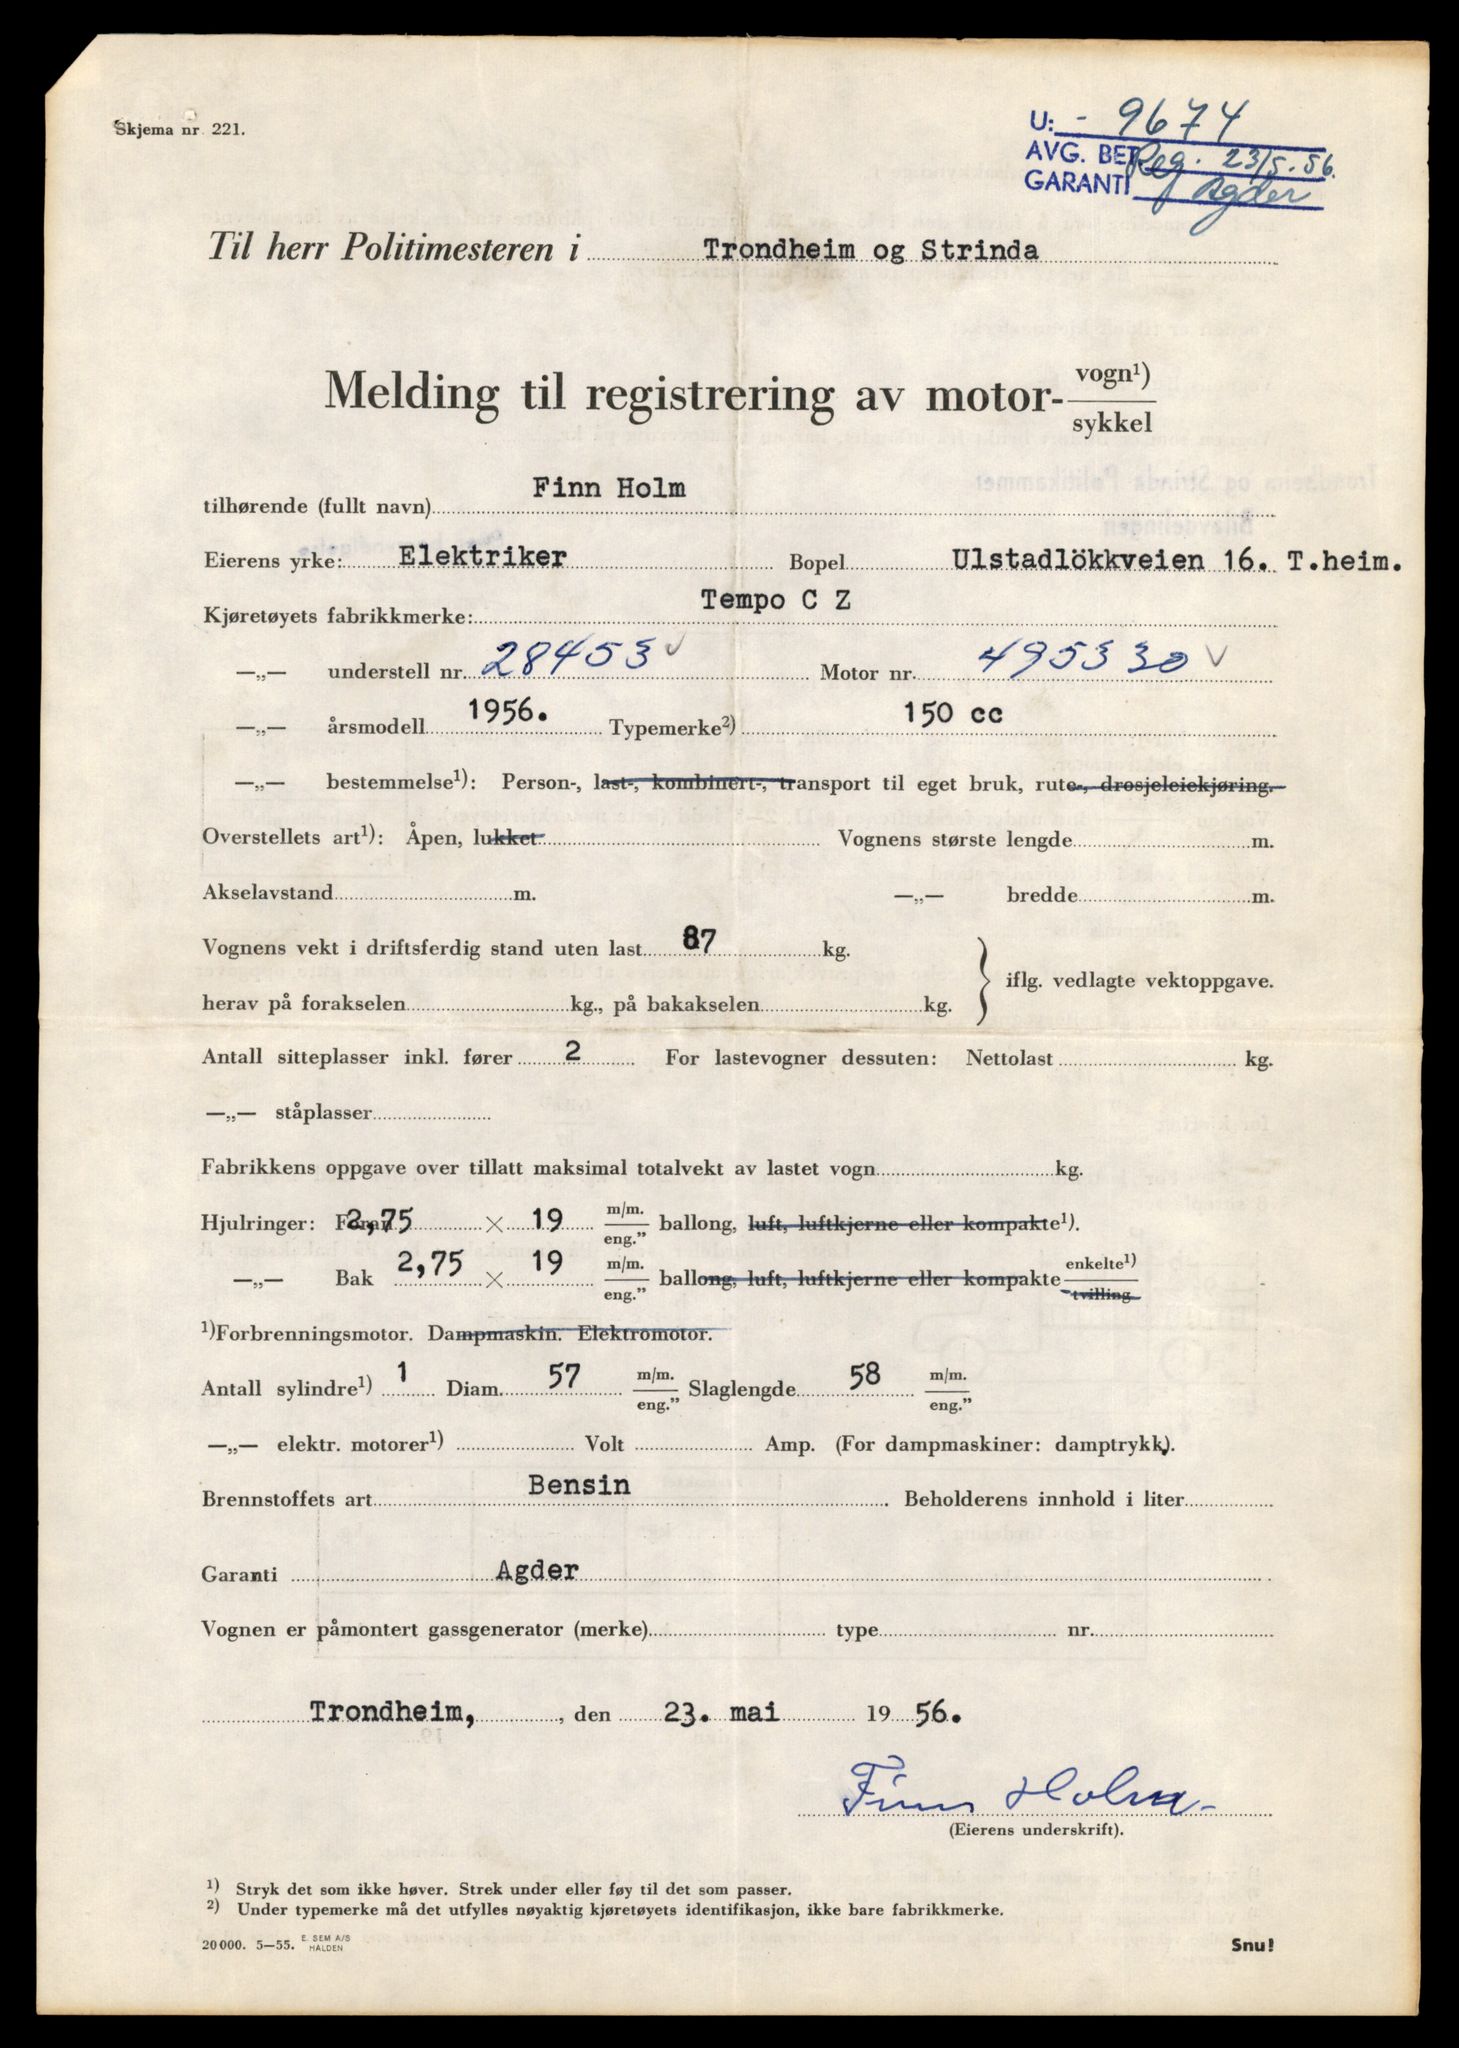 Skjema nr. 221.
U: - 9674
AVG. BET. Reg. 23/5-56.
GARANTI Agder
Til herr Politimesteren i Trondheim og Strinda
Melding til registrering av motor- vogn¹) / sykkel
tilhørende (fullt navn) Finn Holm
Eierens yrke: Elektriker Bopel Ulstadlökkveien 16. T.heim.
Kjøretøyets fabrikkmerke: Tempo C Z
—„— understell nr. 28453 √ Motor nr. 495330 √
—„— årsmodell 1956. Typemerke²) 150 cc
—„— bestemmelse¹): Person-, last-, kombinert-, transport til eget bruk, rute-, drosjeleiekjøring.
Overstellets art¹): Åpen, lukket Vognens største lengde m.
Akselavstand m. —„— bredde m.
Vognens vekt i driftsferdig stand uten last 87 kg.
herav på forakselen kg., på bakakselen kg. } iflg. vedlagte vektoppgave.
Antall sitteplasser inkl. fører 2 For lastevogner dessuten: Nettolast kg.
—„— ståplasser
Fabrikkens oppgave over tillatt maksimal totalvekt av lastet vogn kg.
Hjulringer: Foran 2,75 × 19 m/m. / eng.” ballong, luft, luftkjerne eller kompakte¹).
—„— Bak 2,75 × 19 m/m. / eng.” ballong, luft, luftkjerne eller kompakte enkelte¹) / tvilling
¹)Forbrenningsmotor. Dampmaskin. Elektromotor.
Antall sylindre¹) 1 Diam. 57 m/m. / eng.” Slaglengde 58 m/m. / eng.”
—„— elektr. motorer¹) Volt Amp. (For dampmaskiner: damptrykk).
Brennstoffets art Bensin Beholderens innhold i liter
Garanti Agder
Vognen er påmontert gassgenerator (merke) type nr.
Trondheim, , den 23. mai 19 56.
Finn Holm
(Eierens underskrift).
¹) Stryk det som ikke høver. Strek under eller føy til det som passer.
²) Under typemerke må det utfylles nøyaktig kjøretøyets identifikasjon, ikke bare fabrikkmerke.
20 000. 5—55. E. SEM A/S HALDEN
Snu!